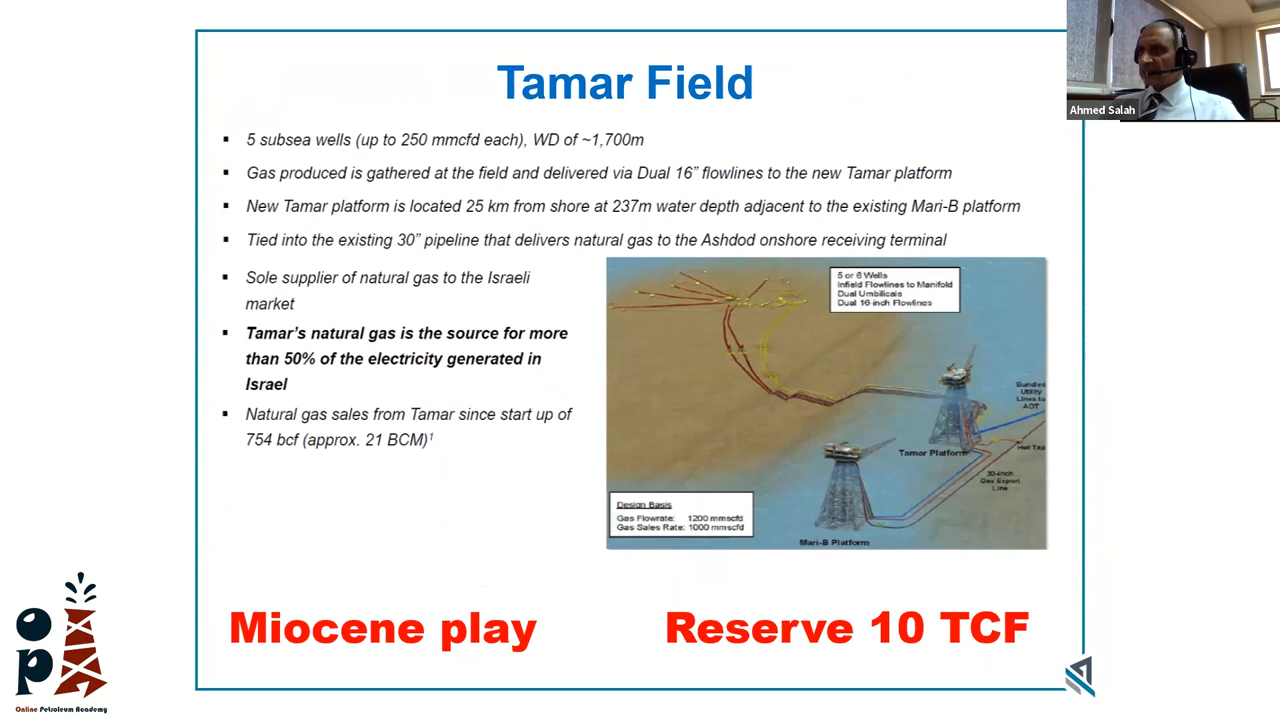 Ahmed Salah
Tamar Field
▪ 5 subsea wells (up to 250 mmcfd each), WD of ~1,700m
▪ Gas produced is gathered at the field and delivered via Dual 16” flowlines to the new Tamar platform
▪ New Tamar platform is located 25 km from shore at 237m water depth adjacent to the existing Mari-B platform
▪ Tied into the existing 30” pipeline that delivers natural gas to the Ashdod onshore receiving terminal
▪ Sole supplier of natural gas to the Israeli
market
▪ Tamar’s natural gas is the source for more
than 50% of the electricity generated in
Israel
▪ Natural gas sales from Tamar since start up of
754 bcf (approx. 21 BCM)¹
5 or 6 Wells
Infield Flowlines to Manifold
Dual Umbilicals
Dual 16-inch Flowlines
Bundled
Utility
Lines to
AOT
Hot Tap
Tamar Platform
30-inch
Gas Export
Line
Design Basis
Gas Flowrate: 1200 mmscfd
Gas Sales Rate: 1000 mmscfd
Mari-B Platform
Miocene play
Reserve 10 TCF
OPA
Online Petroleum Academy